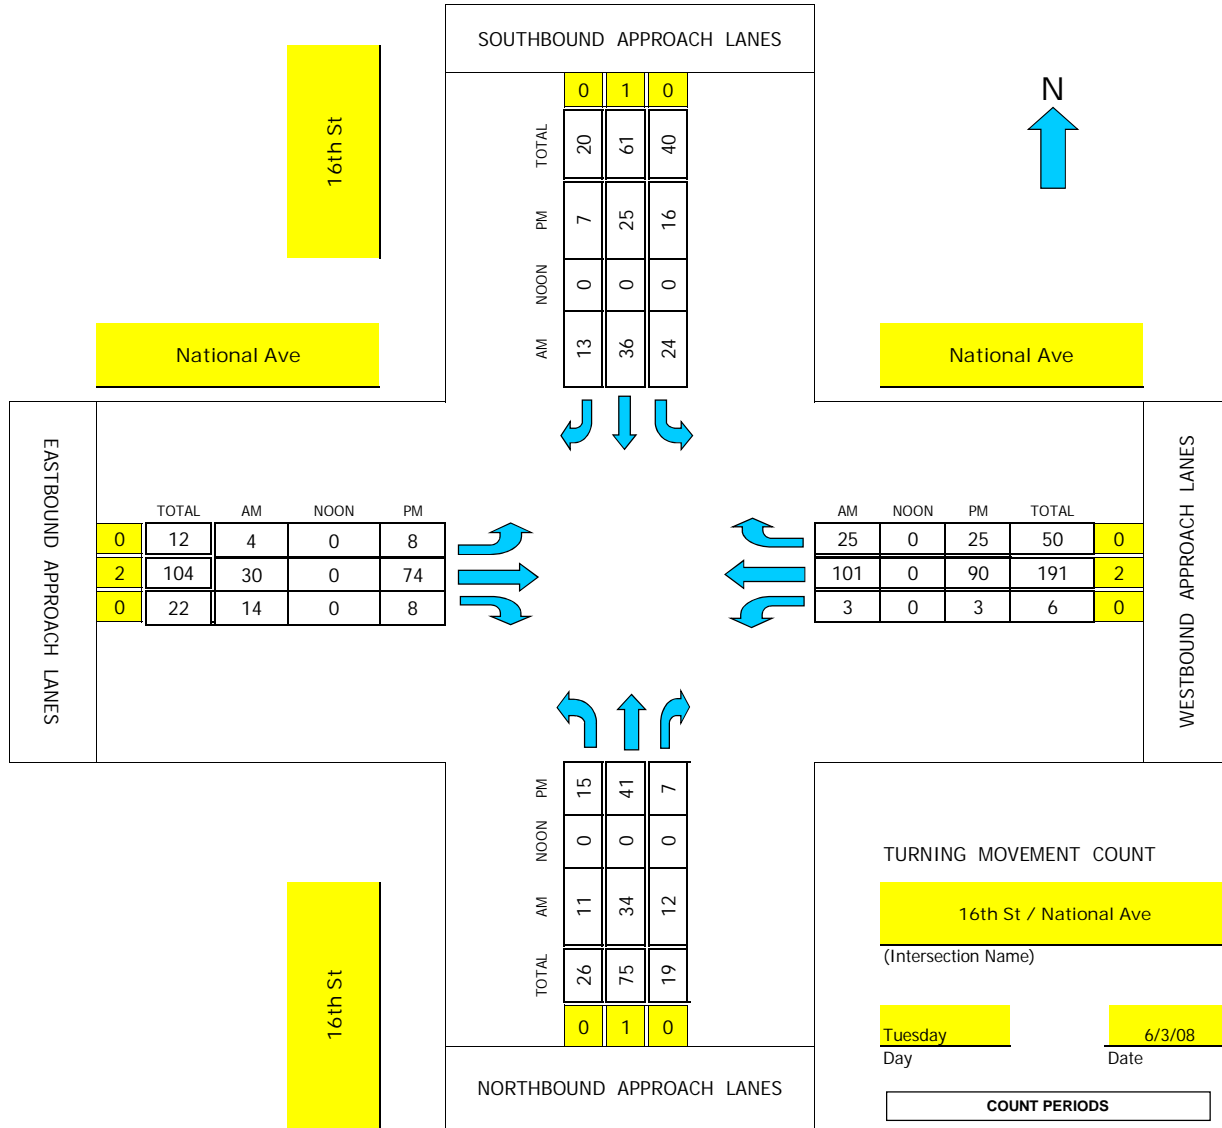 SOUTHBOUND APPROACH LANES
0 1 0
16th St
N
TOTAL 20 61 40
PM 7 25 16
NOON 0 0 0
AM 13 36 24
National Ave
National Ave
EASTBOUND APPROACH LANES
TOTAL AM NOON PM
0 12 4 0 8
2 104 30 0 74
0 22 14 0 8
AM NOON PM TOTAL
25 0 25 50 0
101 0 90 191 2
3 0 3 6 0
WESTBOUND APPROACH LANES
PM 15 41 7
NOON 0 0 0
AM 11 34 12
TOTAL 26 75 19
0 1 0
NORTHBOUND APPROACH LANES
16th St
TURNING MOVEMENT COUNT
16th St / National Ave
(Intersection Name)
Tuesday 6/3/08
Day Date
COUNT PERIODS